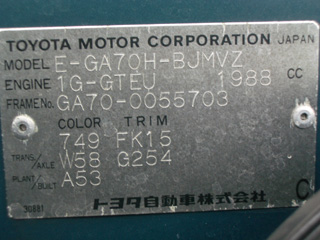 TOYOTA MOTOR CORPORATION JAPAN
MODEL E-GA70H-BJMVZ
ENGINE 1G-GTEU 1988 CC
FRAME No. GA70-0055703
COLOR TRIM
749 FK15
TRANS/AXLE W58 G254
PLANT/BUILT A53
トヨタ自動車株式会社
C